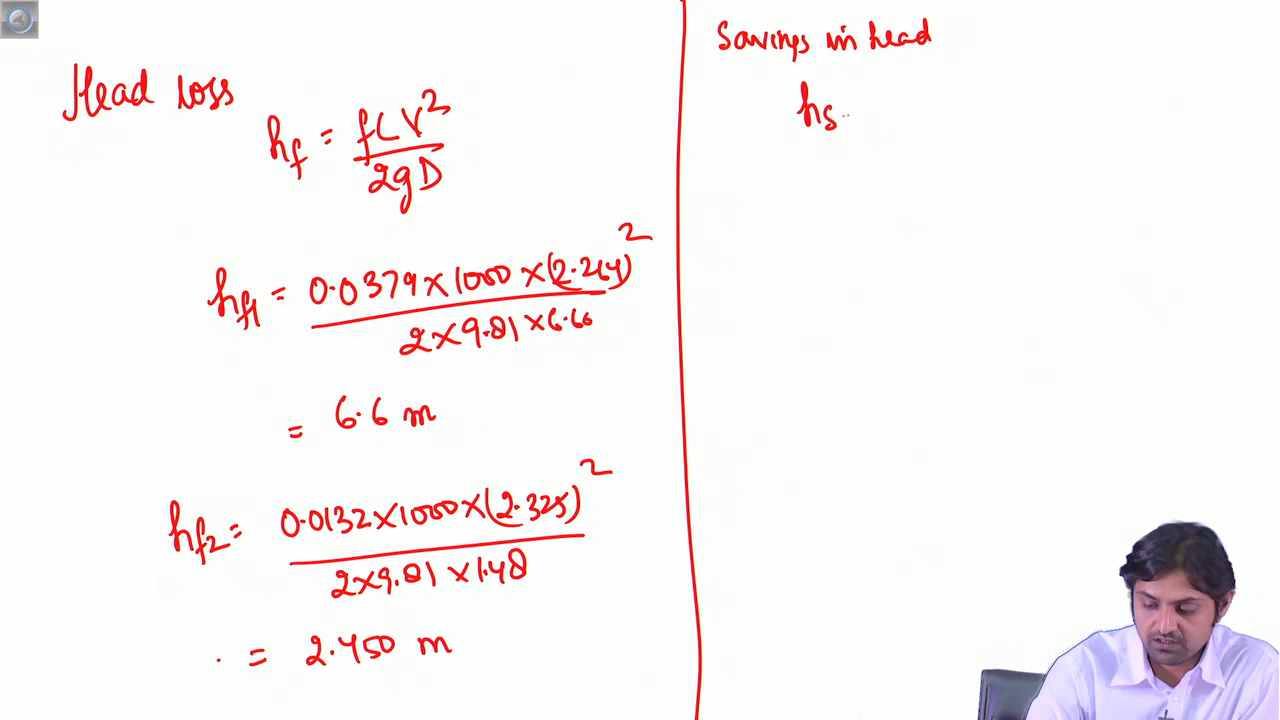 Head loss
hf = fLV²
2gD
hf1 = 0.0379 × 1000 × (2.264)²
2 × 9.81 × 6.66
= 6.6 m
hf2 = 0.0132 × 1000 × (2.325)²
2 × 9.81 × 1.48
= 2.450 m
Savings in head
hs